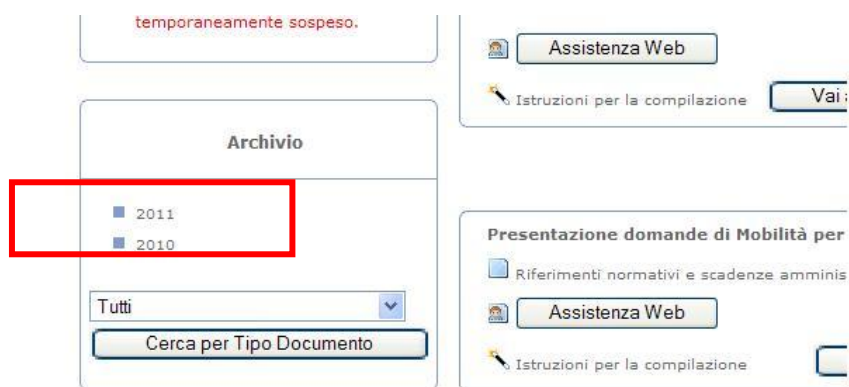 temporaneamente sospeso.
Archivio
2011
2010
Tutti
Cerca per Tipo Documento
Assistenza Web
Istruzioni per la compilazione
Vai
Presentazione domande di Mobilità per
Riferimenti normativi e scadenze
Assistenza Web
Istruzioni per la compilazione